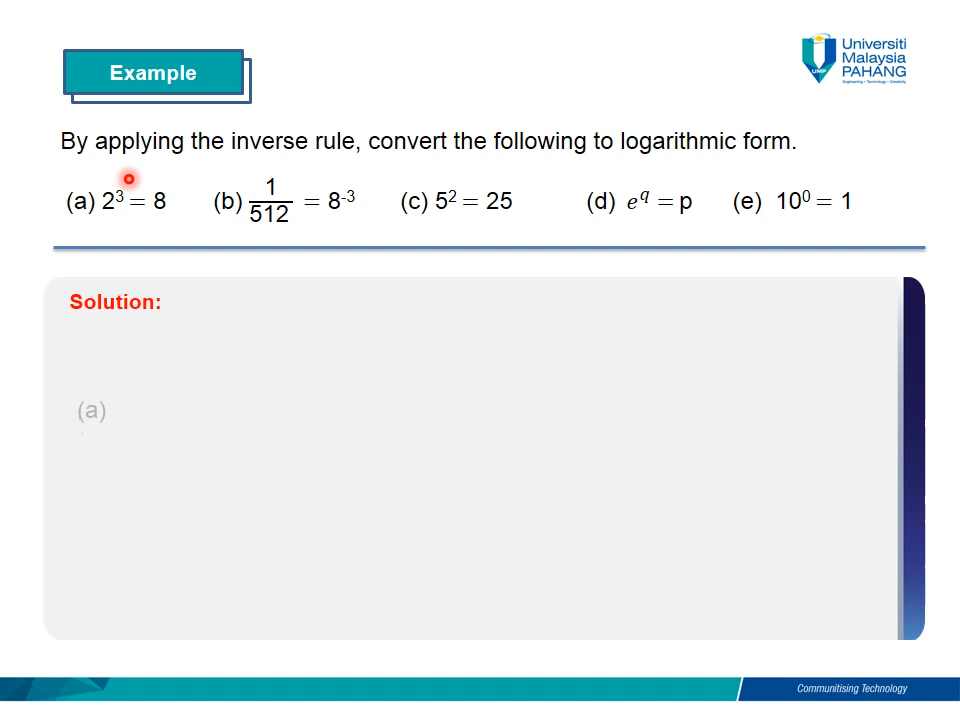 Universiti
Malaysia
PAHANG
Engineering • Technology • Creativity
UMP
Example
By applying the inverse rule, convert the following to logarithmic form.
(a) 2³ = 8 (b) 1/512 = 8⁻³ (c) 5² = 25 (d) e^q = p (e) 10⁰ = 1
Solution:
(a)
Communitising Technology